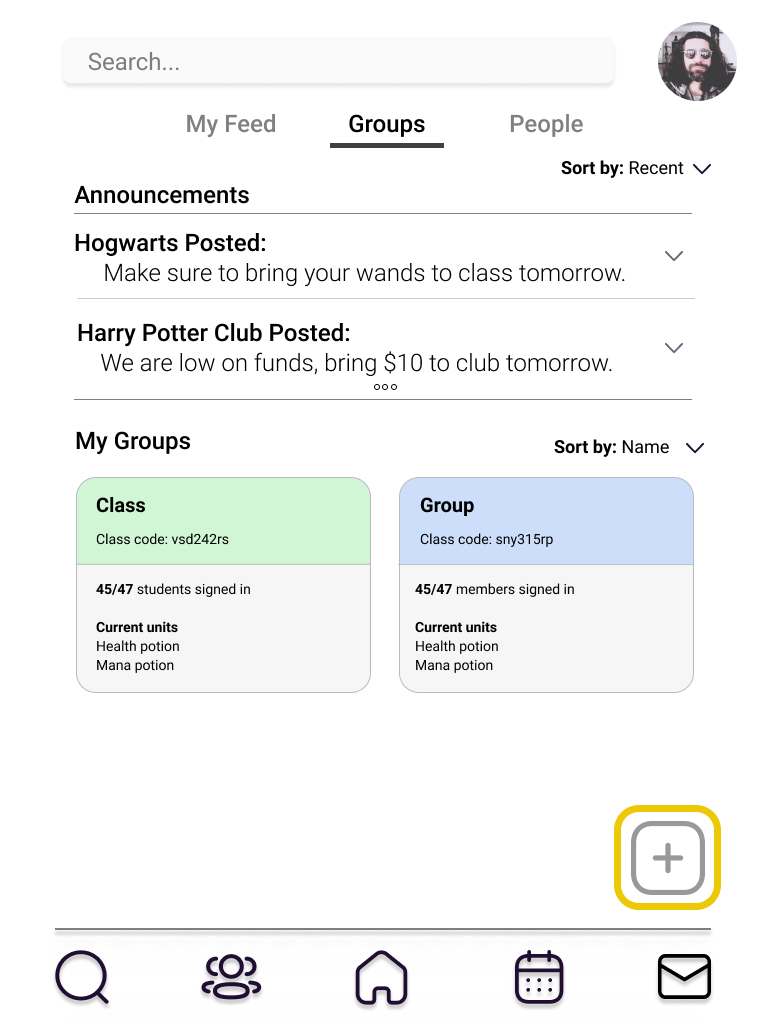 Search...
My Feed
Groups
People
Sort by: Recent
Announcements
Hogwarts Posted:
Make sure to bring your wands to class tomorrow.
Harry Potter Club Posted:
We are low on funds, bring $10 to club tomorrow.
My Groups
Sort by: Name
Class
Class code: vsd242rs
45/47 students signed in
Current units
Health potion
Mana potion
Group
Class code: sny315rp
45/47 members signed in
Current units
Health potion
Mana potion